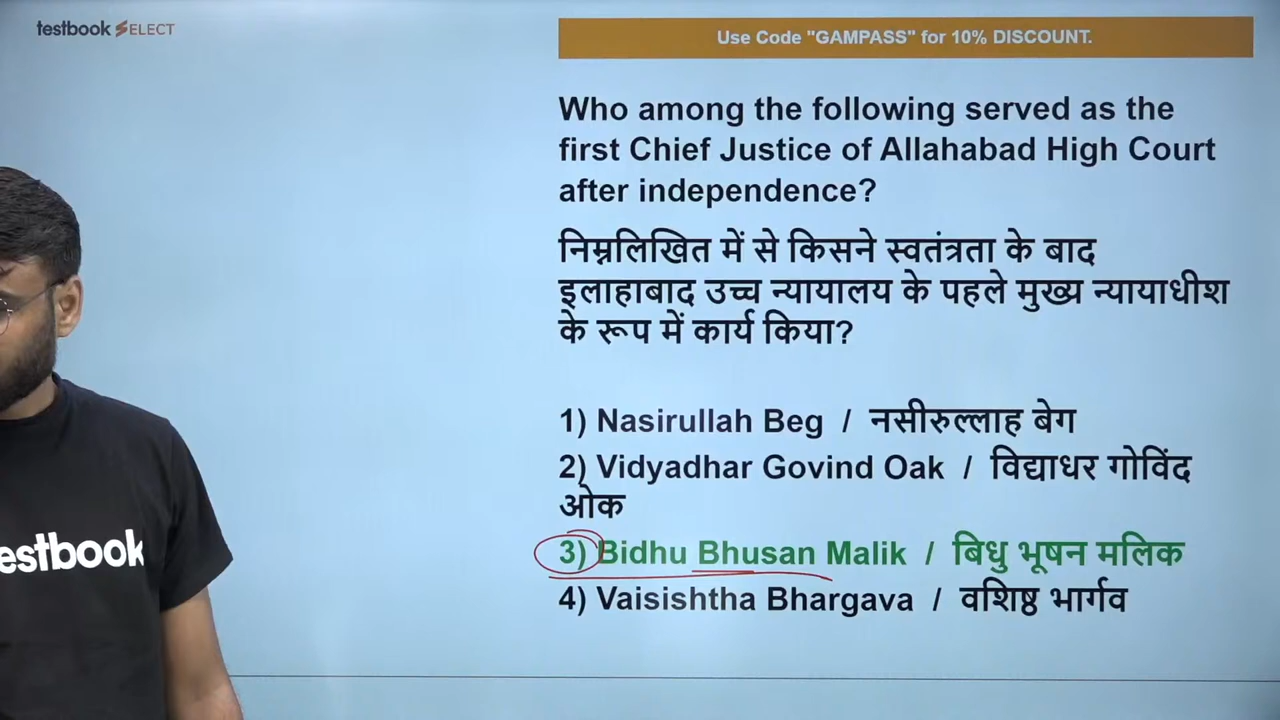 testbook SELECT
Use Code "GAMPASS" for 10% DISCOUNT.
Who among the following served as the
first Chief Justice of Allahabad High Court
after independence?
निम्नलिखित में से किसने स्वतंत्रता के बाद
इलाहाबाद उच्च न्यायालय के पहले मुख्य न्यायाधीश
के रूप में कार्य किया?
1) Nasirullah Beg / नसीरुल्लाह बेग
2) Vidyadhar Govind Oak / विद्याधर गोविंद
ओक
3) Bidhu Bhusan Malik / बिधु भूषन मलिक
4) Vaisishtha Bhargava / वशिष्ठ भार्गव
estbook